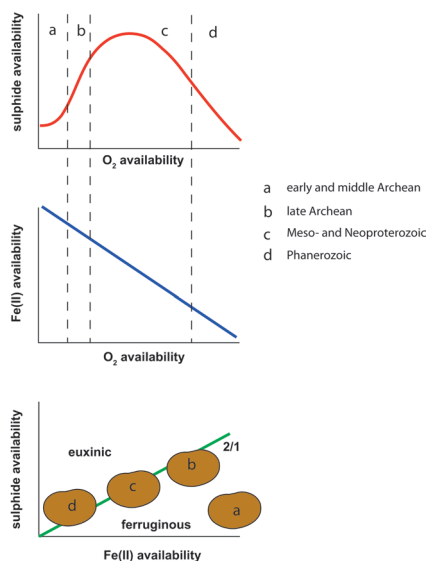 sulphide availability
a b c d
O2 availability
a early and middle Archean
b late Archean
c Meso- and Neoproterozoic
d Phanerozoic
Fe(II) availability
O2 availability
sulphide availability
euxinic
2/1
b
c
d
a
ferruginous
Fe(II) availability